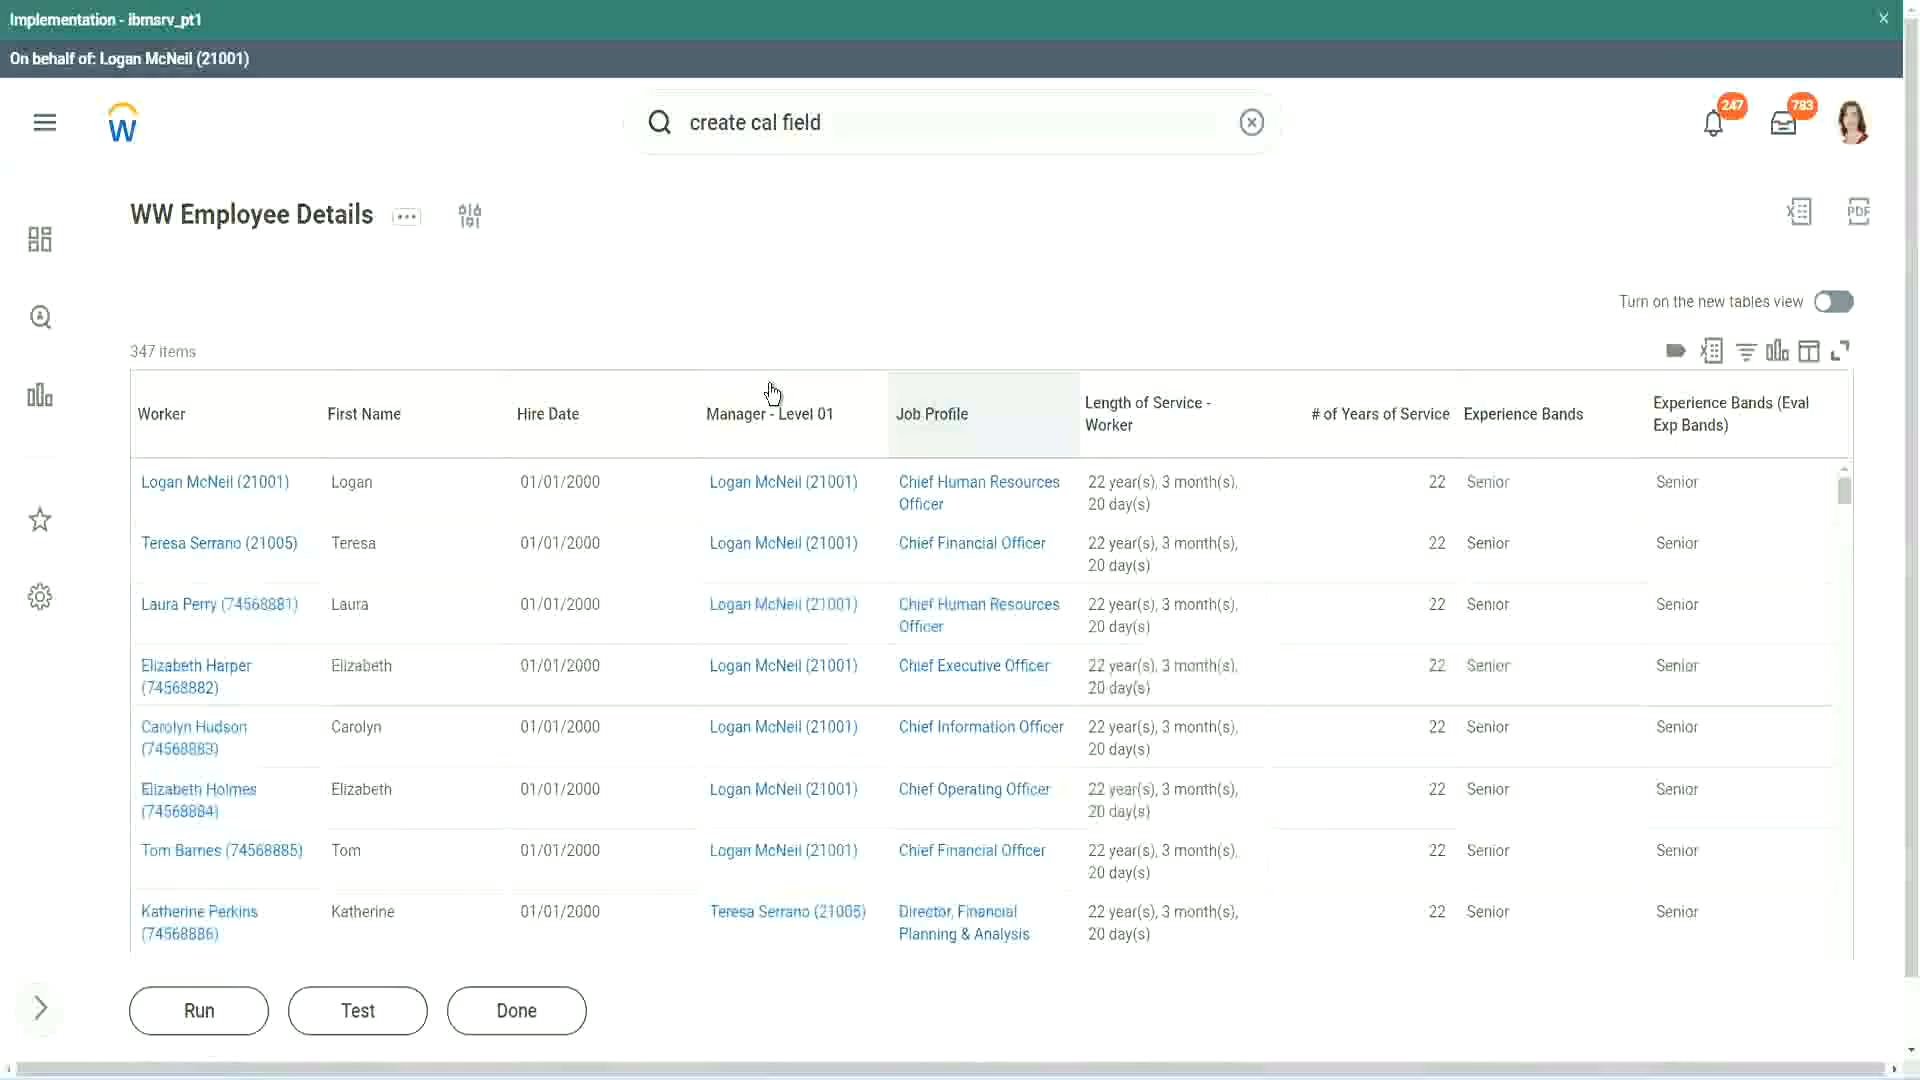 Implementation - ibmsrv_pt1
On behalf of: Logan McNeil (21001)
W
create cal field
247
783
WW Employee Details
PDF
Turn on the new tables view
347 items
Worker
First Name
Hire Date
Manager - Level 01
Job Profile
Length of Service -
Worker
# of Years of Service
Experience Bands
Experience Bands (Eval
Exp Bands)
Logan McNeil (21001)
Logan
01/01/2000
Logan McNeil (21001)
Chief Human Resources
Officer
22 year(s), 3 month(s),
20 day(s)
22
Senior
Senior
Teresa Serrano (21005)
Teresa
01/01/2000
Logan McNeil (21001)
Chief Financial Officer
22 year(s), 3 month(s),
20 day(s)
22
Senior
Senior
Laura Perry (74568881)
Laura
01/01/2000
Logan McNeil (21001)
Chief Human Resources
Officer
22 year(s), 3 month(s),
20 day(s)
22
Senior
Senior
Elizabeth Harper
(74568882)
Elizabeth
01/01/2000
Logan McNeil (21001)
Chief Executive Officer
22 year(s), 3 month(s),
20 day(s)
22
Senior
Senior
Carolyn Hudson
(74568883)
Carolyn
01/01/2000
Logan McNeil (21001)
Chief Information Officer
22 year(s), 3 month(s),
20 day(s)
22
Senior
Senior
Elizabeth Holmes
(74568884)
Elizabeth
01/01/2000
Logan McNeil (21001)
Chief Operating Officer
22 year(s), 3 month(s),
20 day(s)
22
Senior
Senior
Tom Barnes (74568885)
Tom
01/01/2000
Logan McNeil (21001)
Chief Financial Officer
22 year(s), 3 month(s),
20 day(s)
22
Senior
Senior
Katherine Perkins
(74568886)
Katherine
01/01/2000
Teresa Serrano (21005)
Director, Financial
Planning & Analysis
22 year(s), 3 month(s),
20 day(s)
22
Senior
Senior
Run
Test
Done